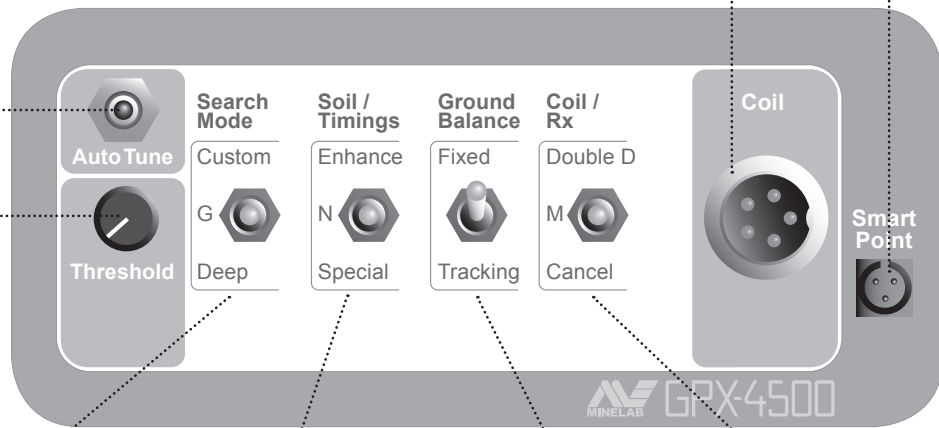 Auto Tune
Threshold
Search
Mode
Custom
G
Deep
Soil /
Timings
Enhance
N
Special
Ground
Balance
Fixed
Tracking
Coil /
Rx
Double D
M
Cancel
Coil
Smart
Point
MINELAB
GPX-4500